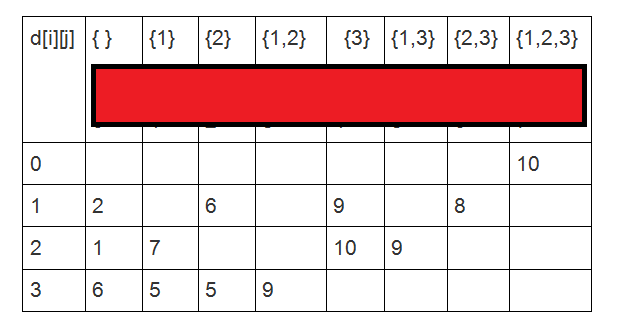 d[i][j] { } {1} {2} {1,2} {3} {1,3} {2,3} {1,2,3}
0 10
1 2 6 9 8
2 1 7 10 9
3 6 5 5 9